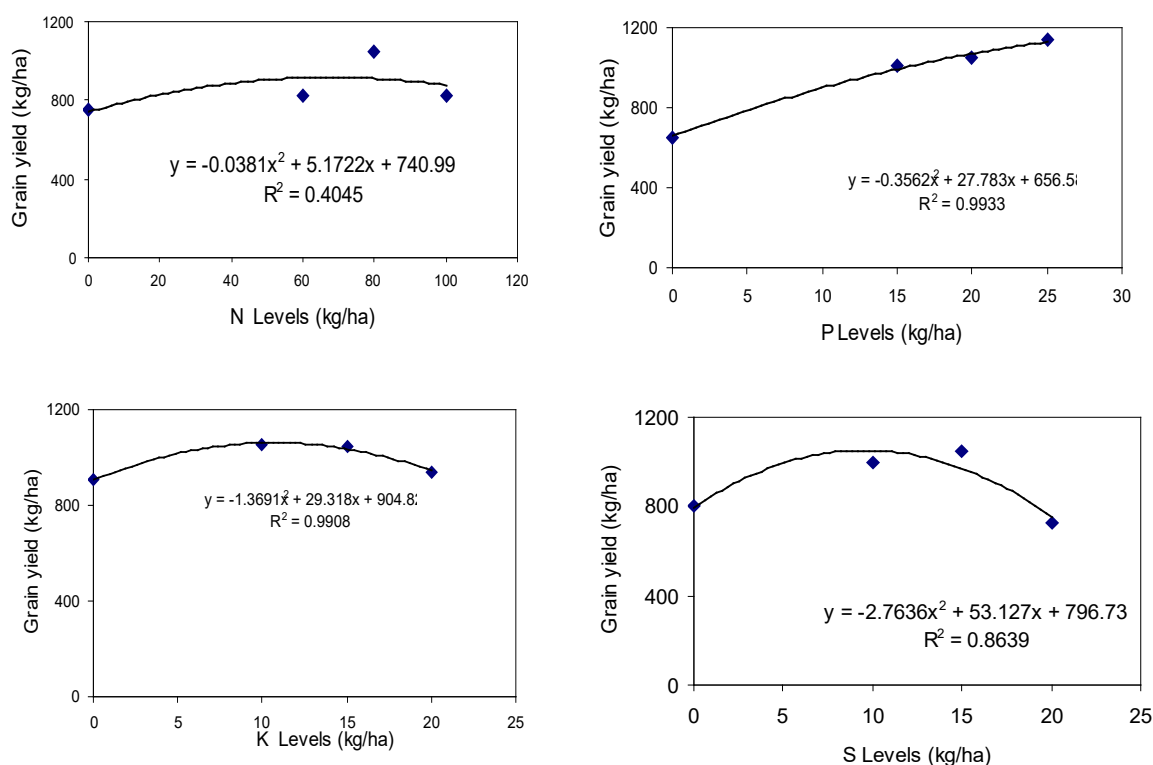 Grain yield (kg/ha)
1200
800
400
0
y = -0.0381x² + 5.1722x + 740.99
R² = 0.4045
0 20 40 60 80 100 120
N Levels (kg/ha)
Grain yield (kg/ha)
1200
800
400
0
y = -0.3562x² + 27.783x + 656.58
R² = 0.9933
0 5 10 15 20 25 30
P Levels (kg/ha)
Grain yield (kg/ha)
1200
800
400
0
y = -1.3691x² + 29.318x + 904.82
R² = 0.9908
0 5 10 15 20 25
K Levels (kg/ha)
Grain yield (kg/ha)
1200
800
400
0
y = -2.7636x² + 53.127x + 796.73
R² = 0.8639
0 5 10 15 20 25
S Levels (kg/ha)